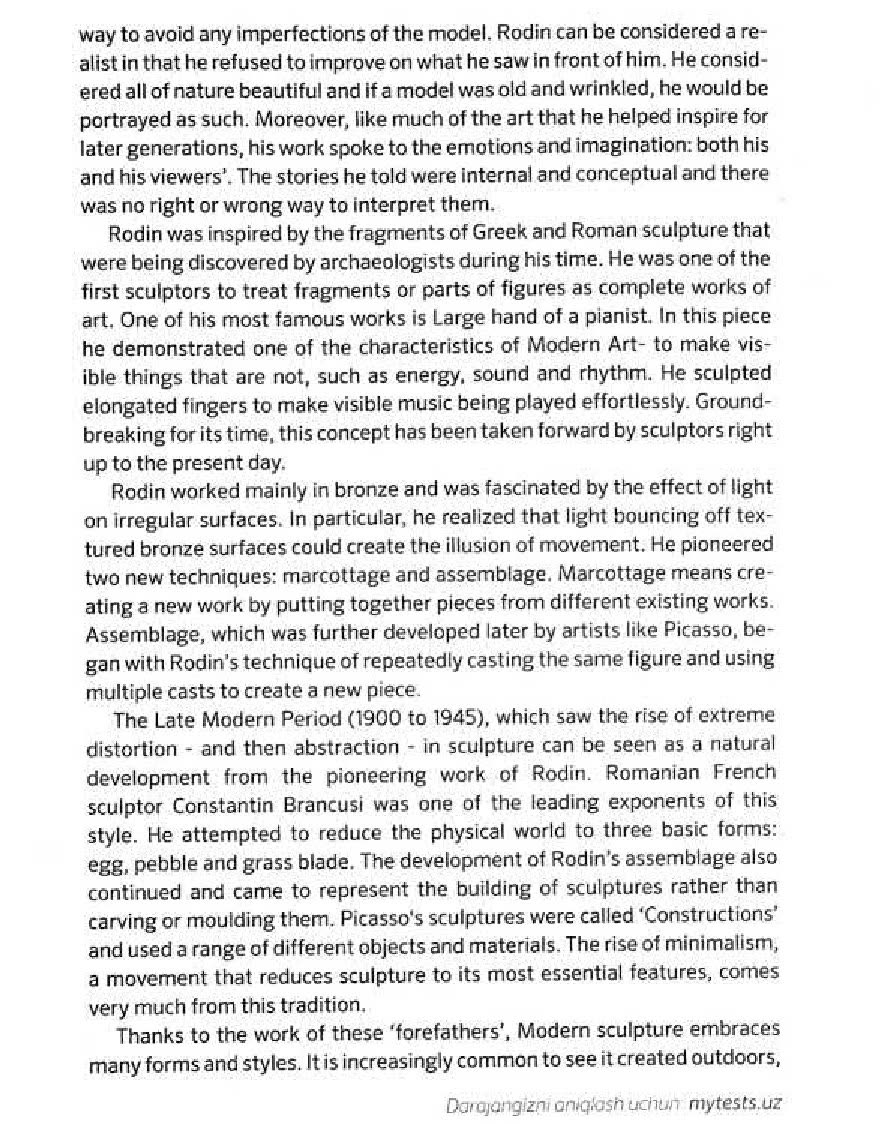 way to avoid any imperfections of the model. Rodin can be considered a re-
alist in that he refused to improve on what he saw in front of him. He consid-
ered all of nature beautiful and if a model was old and wrinkled, he would be
portrayed as such. Moreover, like much of the art that he helped inspire for
later generations, his work spoke to the emotions and imagination: both his
and his viewers'. The stories he told were internal and conceptual and there
was no right or wrong way to interpret them.
Rodin was inspired by the fragments of Greek and Roman sculpture that
were being discovered by archaeologists during his time. He was one of the
first sculptors to treat fragments or parts of figures as complete works of
art. One of his most famous works is Large hand of a pianist. In this piece
he demonstrated one of the characteristics of Modern Art- to make vis-
ible things that are not, such as energy, sound and rhythm. He sculpted
elongated fingers to make visible music being played effortlessly. Ground-
breaking for its time, this concept has been taken forward by sculptors right
up to the present day.
Rodin worked mainly in bronze and was fascinated by the effect of light
on irregular surfaces. In particular, he realized that light bouncing off tex-
tured bronze surfaces could create the illusion of movement. He pioneered
two new techniques: marcottage and assemblage. Marcottage means cre-
ating a new work by putting together pieces from different existing works.
Assemblage, which was further developed later by artists like Picasso, be-
gan with Rodin's technique of repeatedly casting the same figure and using
multiple casts to create a new piece.
The Late Modern Period (1900 to 1945), which saw the rise of extreme
distortion - and then abstraction - in sculpture can be seen as a natural
development from the pioneering work of Rodin. Romanian French
sculptor Constantin Brancusi was one of the leading exponents of this
style. He attempted to reduce the physical world to three basic forms:
egg, pebble and grass blade. The development of Rodin's assemblage also
continued and came to represent the building of sculptures rather than
carving or moulding them. Picasso's sculptures were called 'Constructions'
and used a range of different objects and materials. The rise of minimalism,
a movement that reduces sculpture to its most essential features, comes
very much from this tradition.
Thanks to the work of these 'forefathers', Modern sculpture embraces
many forms and styles. It is increasingly common to see it created outdoors,
Darajangizni aniqlash uchun: mytests.uz